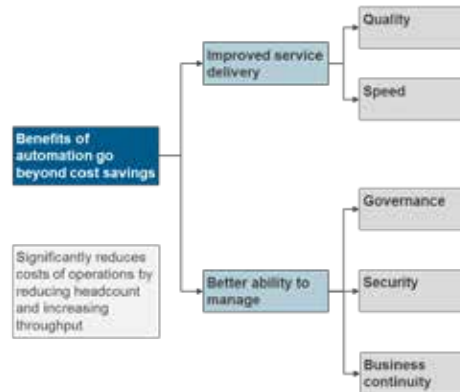 Quality
Improved service
delivery
Speed
Benefits of
automation go
beyond cost savings
Governance
Significantly reduces
costs of operations by
reducing headcount
and increasing
throughput
Better ability to
manage
Security
Business
continuity